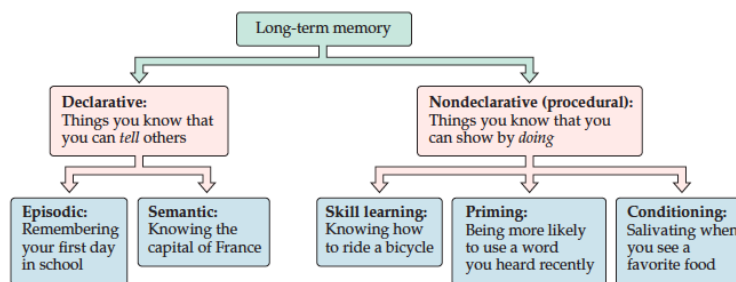 Long-term memory
Declarative:
Things you know that
you can tell others
Nondeclarative (procedural):
Things you know that you
can show by doing
Episodic:
Remembering
your first day
in school
Semantic:
Knowing the
capital of France
Skill learning:
Knowing how
to ride a bicycle
Priming:
Being more likely
to use a word
you heard recently
Conditioning:
Salivating when
you see a
favorite food